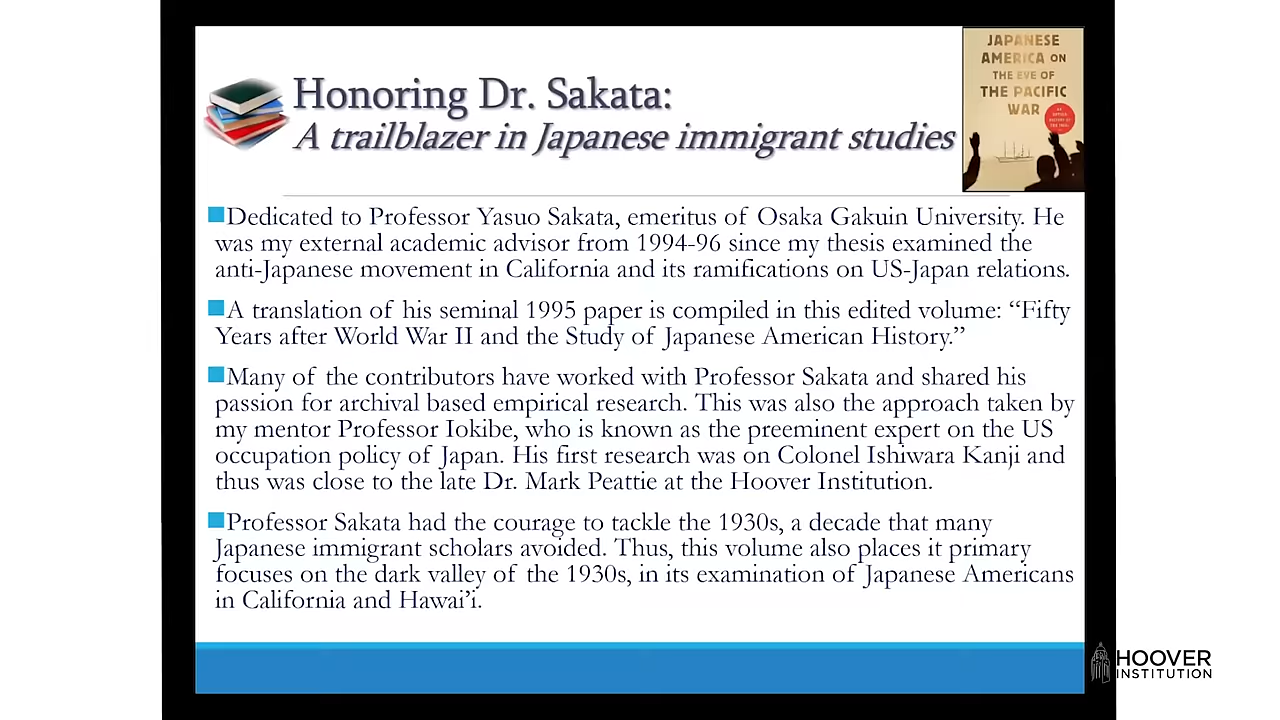 Honoring Dr. Sakata:
A trailblazer in Japanese immigrant studies
JAPANESE
AMERICA ON
THE EVE OF
THE PACIFIC
WAR
Dedicated to Professor Yasuo Sakata, emeritus of Osaka Gakuin University. He
was my external academic advisor from 1994-96 since my thesis examined the
anti-Japanese movement in California and its ramifications on US-Japan relations.
A translation of his seminal 1995 paper is compiled in this edited volume: “Fifty
Years after World War II and the Study of Japanese American History.”
Many of the contributors have worked with Professor Sakata and shared his
passion for archival based empirical research. This was also the approach taken by
my mentor Professor Iokibe, who is known as the preeminent expert on the US
occupation policy of Japan. His first research was on Colonel Ishiwara Kanji and
thus was close to the late Dr. Mark Peattie at the Hoover Institution.
Professor Sakata had the courage to tackle the 1930s, a decade that many
Japanese immigrant scholars avoided. Thus, this volume also places it primary
focuses on the dark valley of the 1930s, in its examination of Japanese Americans
in California and Hawai’i.
HOOVER
INSTITUTION